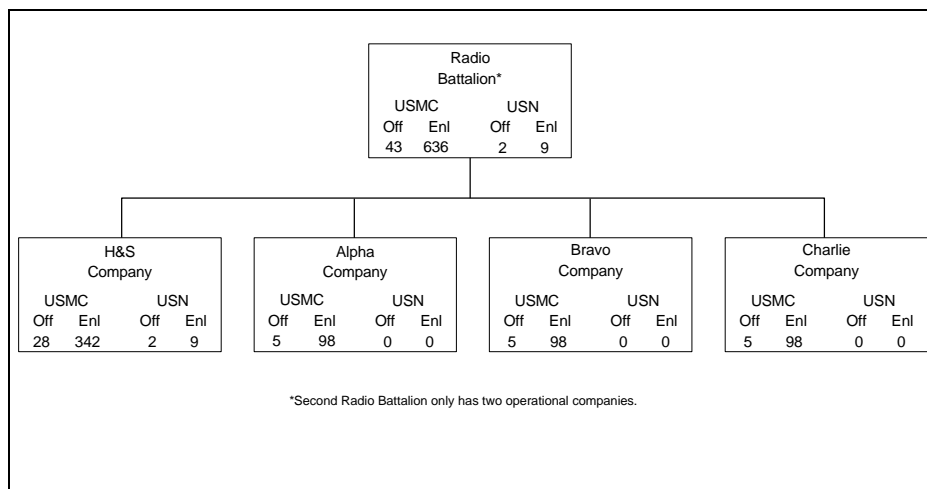 Radio
Battalion*
USMC USN
Off Enl Off Enl
43 636 2 9
H&S
Company
USMC USN
Off Enl Off Enl
28 342 2 9
Alpha
Company
USMC USN
Off Enl Off Enl
5 98 0 0
Bravo
Company
USMC USN
Off Enl Off Enl
5 98 0 0
Charlie
Company
USMC USN
Off Enl Off Enl
5 98 0 0
*Second Radio Battalion only has two operational companies.